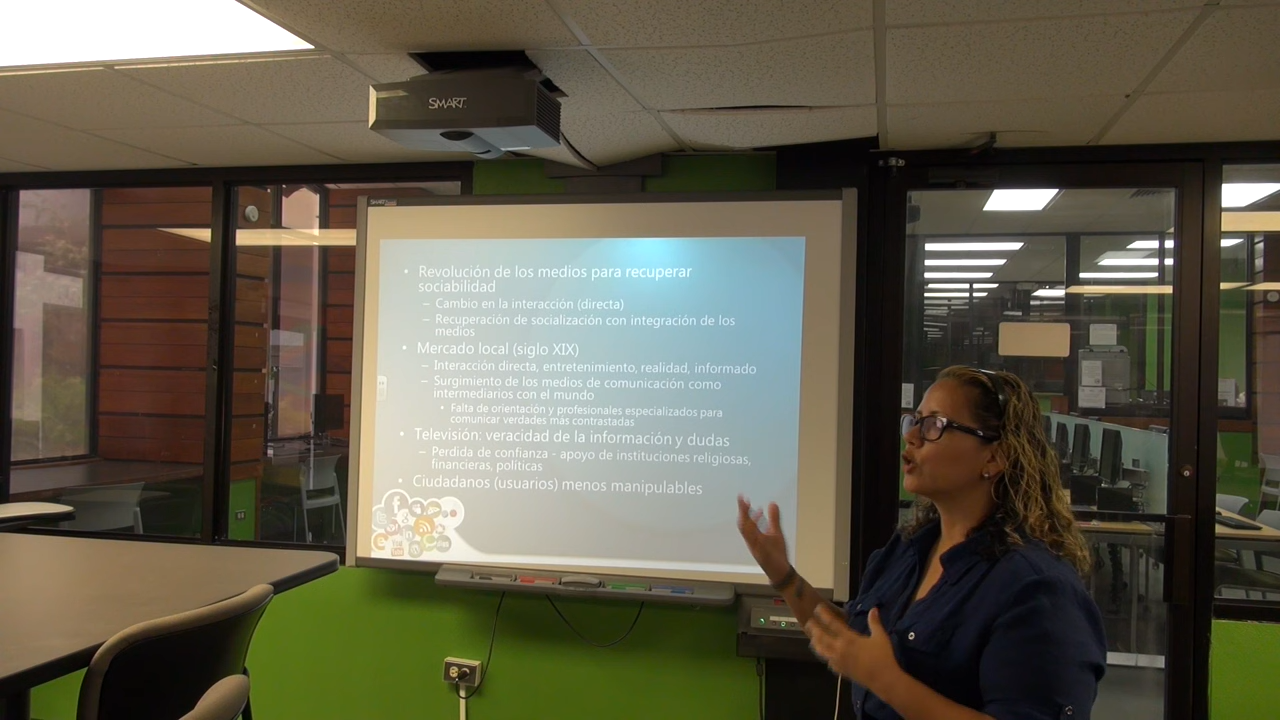 SMART
SMART
• Revolución de los medios para recuperar
sociabilidad
– Cambio en la interacción (directa)
– Recuperación de socialización con integración de los
medios
• Mercado local (siglo XIX)
– Interacción directa, entretenimiento, realidad, informado
– Surgimiento de los medios de comunicación como
intermediarios con el mundo
• Falta de orientación y profesionales especializados para
comunicar verdades más contrastadas
• Televisión: veracidad de la información y dudas
– Perdida de confianza - apoyo de instituciones religiosas,
financieras, políticas
• Ciudadanos (usuarios) menos manipulables